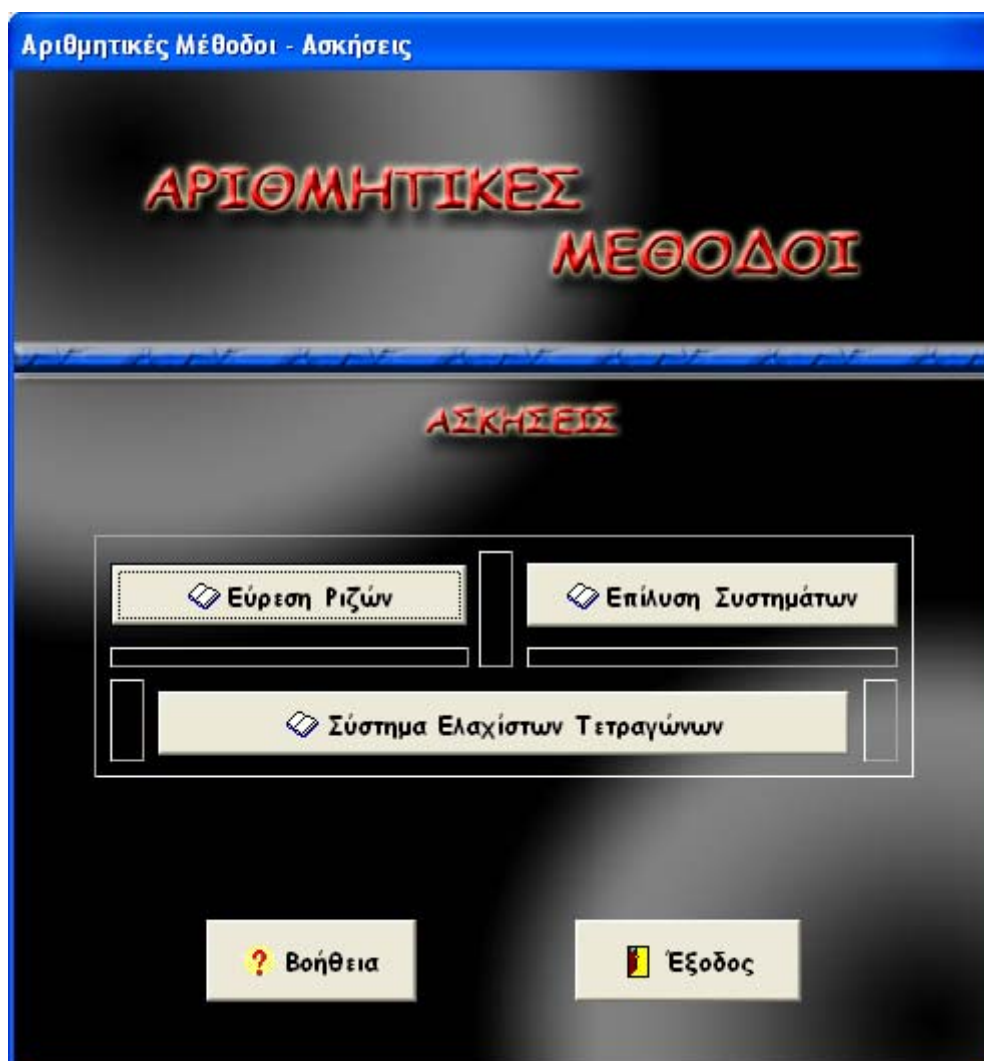 Αριθμητικές Μέθοδοι - Ασκήσεις
ΑΡΙΘΜΗΤΙΚΕΣ
ΜΕΘΟΔΟΙ
ΑΣΚΗΣΕΙΣ
Εύρεση Ριζών
Επίλυση Συστημάτων
Σύστημα Ελαχίστων Τετραγώνων
? Βοήθεια
Έξοδος